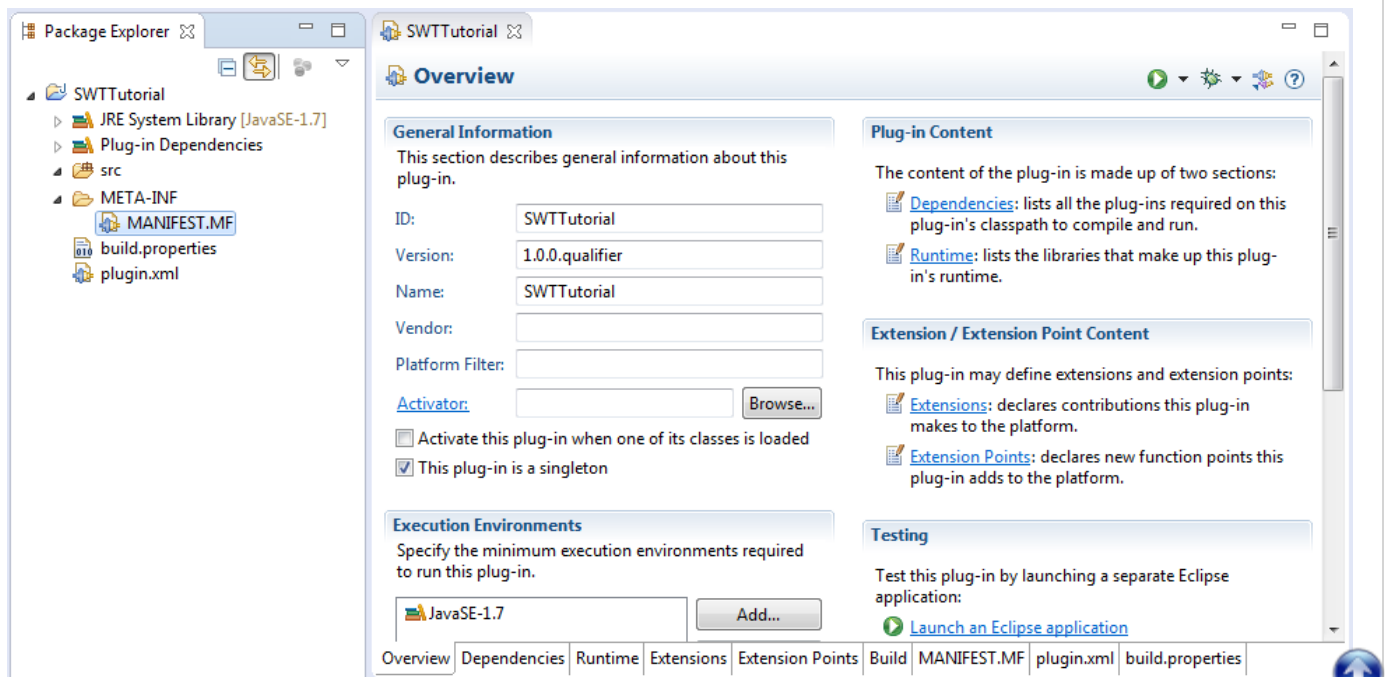 Package Explorer
SWTTutorial
JRE System Library [JavaSE-1.7]
Plug-in Dependencies
src
META-INF
MANIFEST.MF
build.properties
plugin.xml
SWTTutorial
Overview
General Information
This section describes general information about this
plug-in.
ID: SWTTutorial
Version: 1.0.0.qualifier
Name: SWTTutorial
Vendor:
Platform Filter:
Activator: Browse...
Activate this plug-in when one of its classes is loaded
This plug-in is a singleton
Execution Environments
Specify the minimum execution environments required
to run this plug-in.
JavaSE-1.7 Add...
Plug-in Content
The content of the plug-in is made up of two sections:
Dependencies: lists all the plug-ins required on this
plug-in's classpath to compile and run.
Runtime: lists the libraries that make up this plug-
in's runtime.
Extension / Extension Point Content
This plug-in may define extensions and extension points:
Extensions: declares contributions this plug-in
makes to the platform.
Extension Points: declares new function points this
plug-in adds to the platform.
Testing
Test this plug-in by launching a separate Eclipse
application:
Launch an Eclipse application
Overview Dependencies Runtime Extensions Extension Points Build MANIFEST.MF plugin.xml build.properties